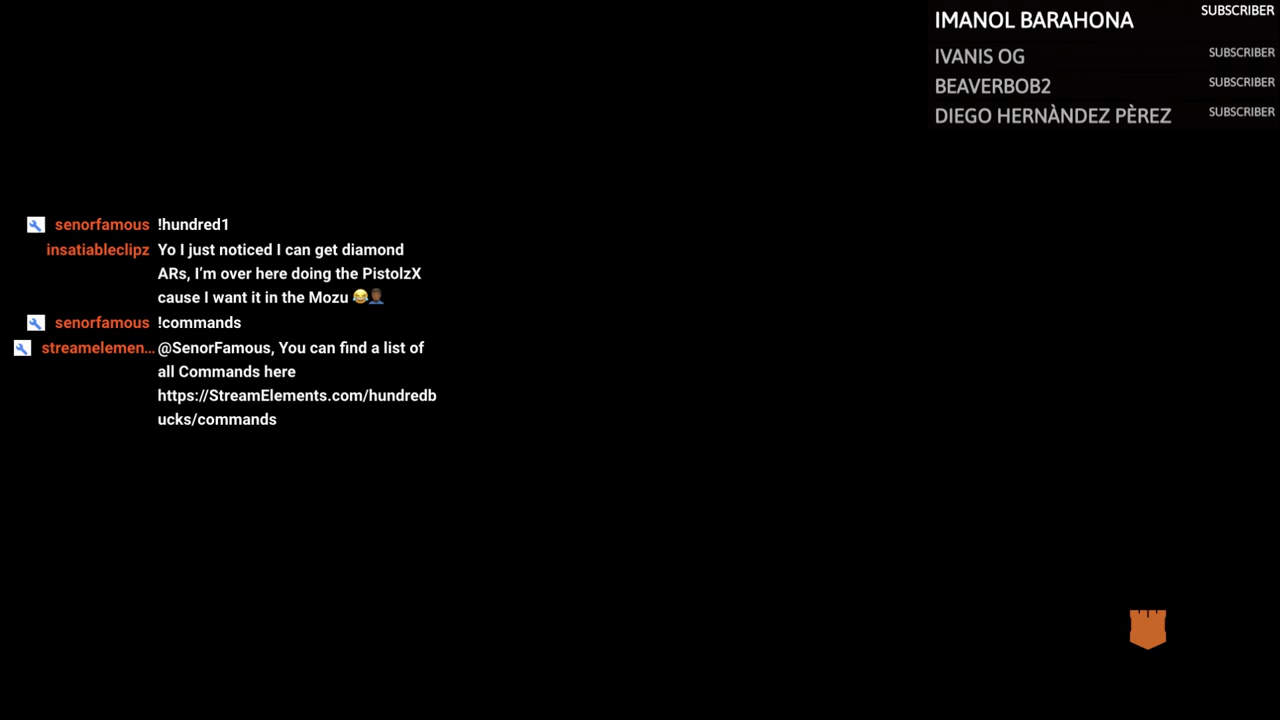 IMANOL BARAHONA SUBSCRIBER
IVANIS OG SUBSCRIBER
BEAVERBOB2 SUBSCRIBER
DIEGO HERNÀNDEZ PÈREZ SUBSCRIBER
senorfamous !hundred1
insatiableclipz Yo I just noticed I can get diamond
ARs, I’m over here doing the PistolzX
cause I want it in the Mozu 😂🤦🏾‍♂️
senorfamous !commands
streamelemen... @SenorFamous, You can find a list of
all Commands here
https://StreamElements.com/hundredb
ucks/commands